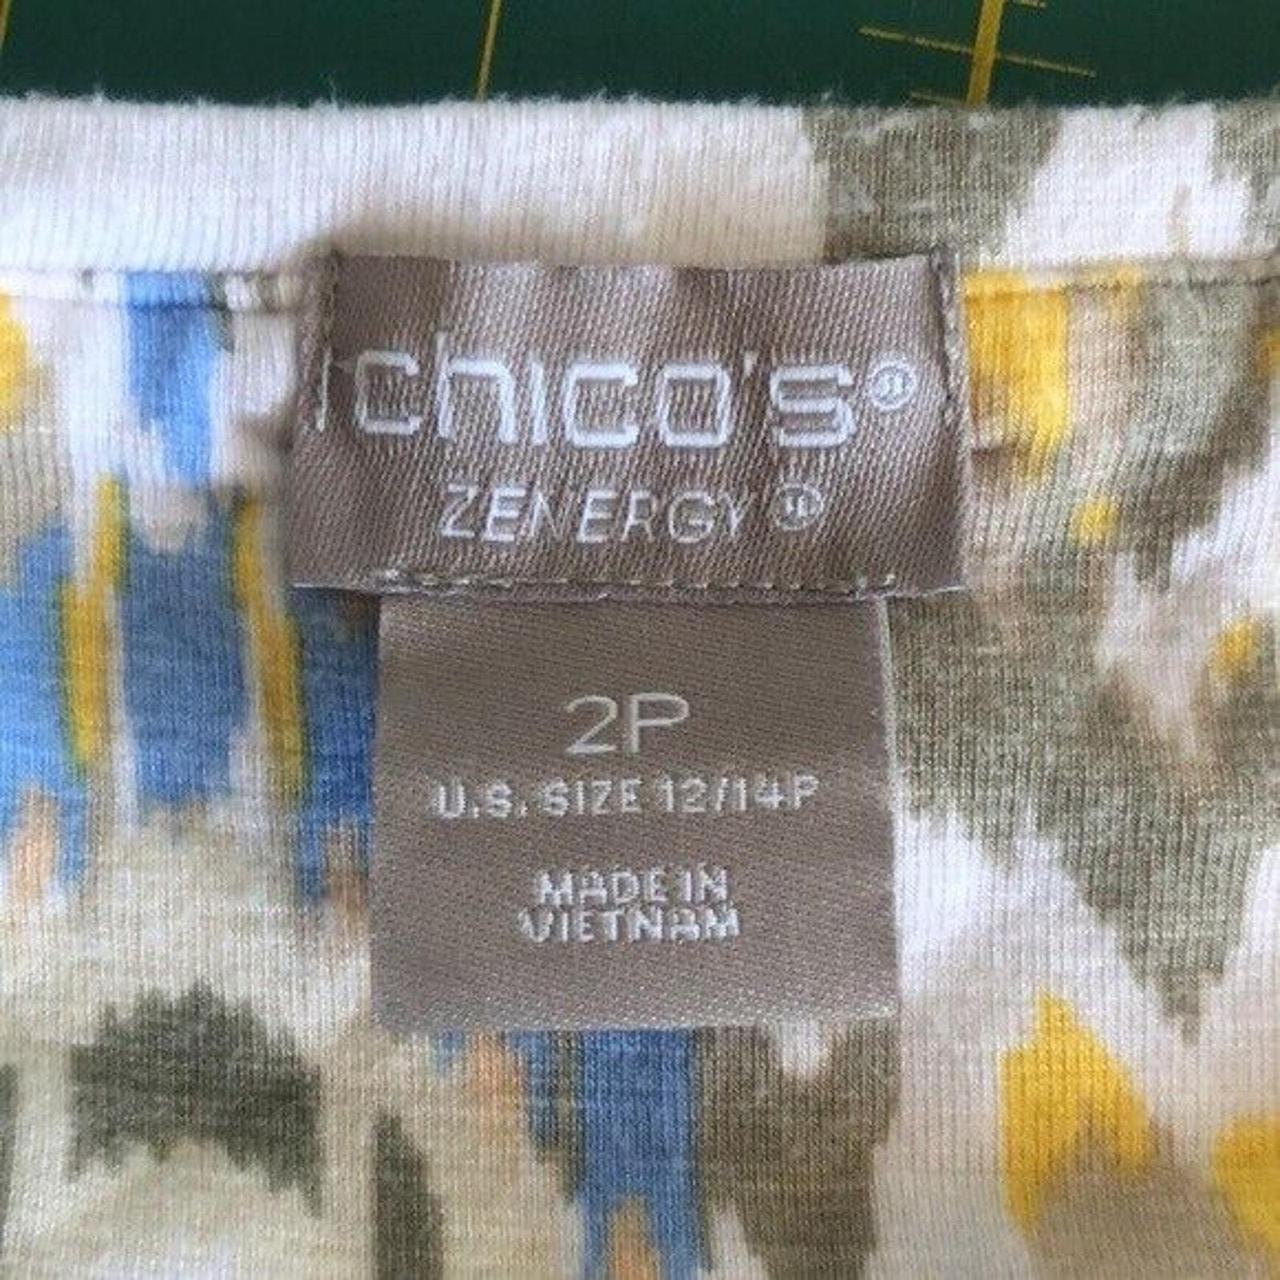 chico's®
ZENERGY®
2P
U.S. SIZE 12/14P
MADE IN
VIETNAM